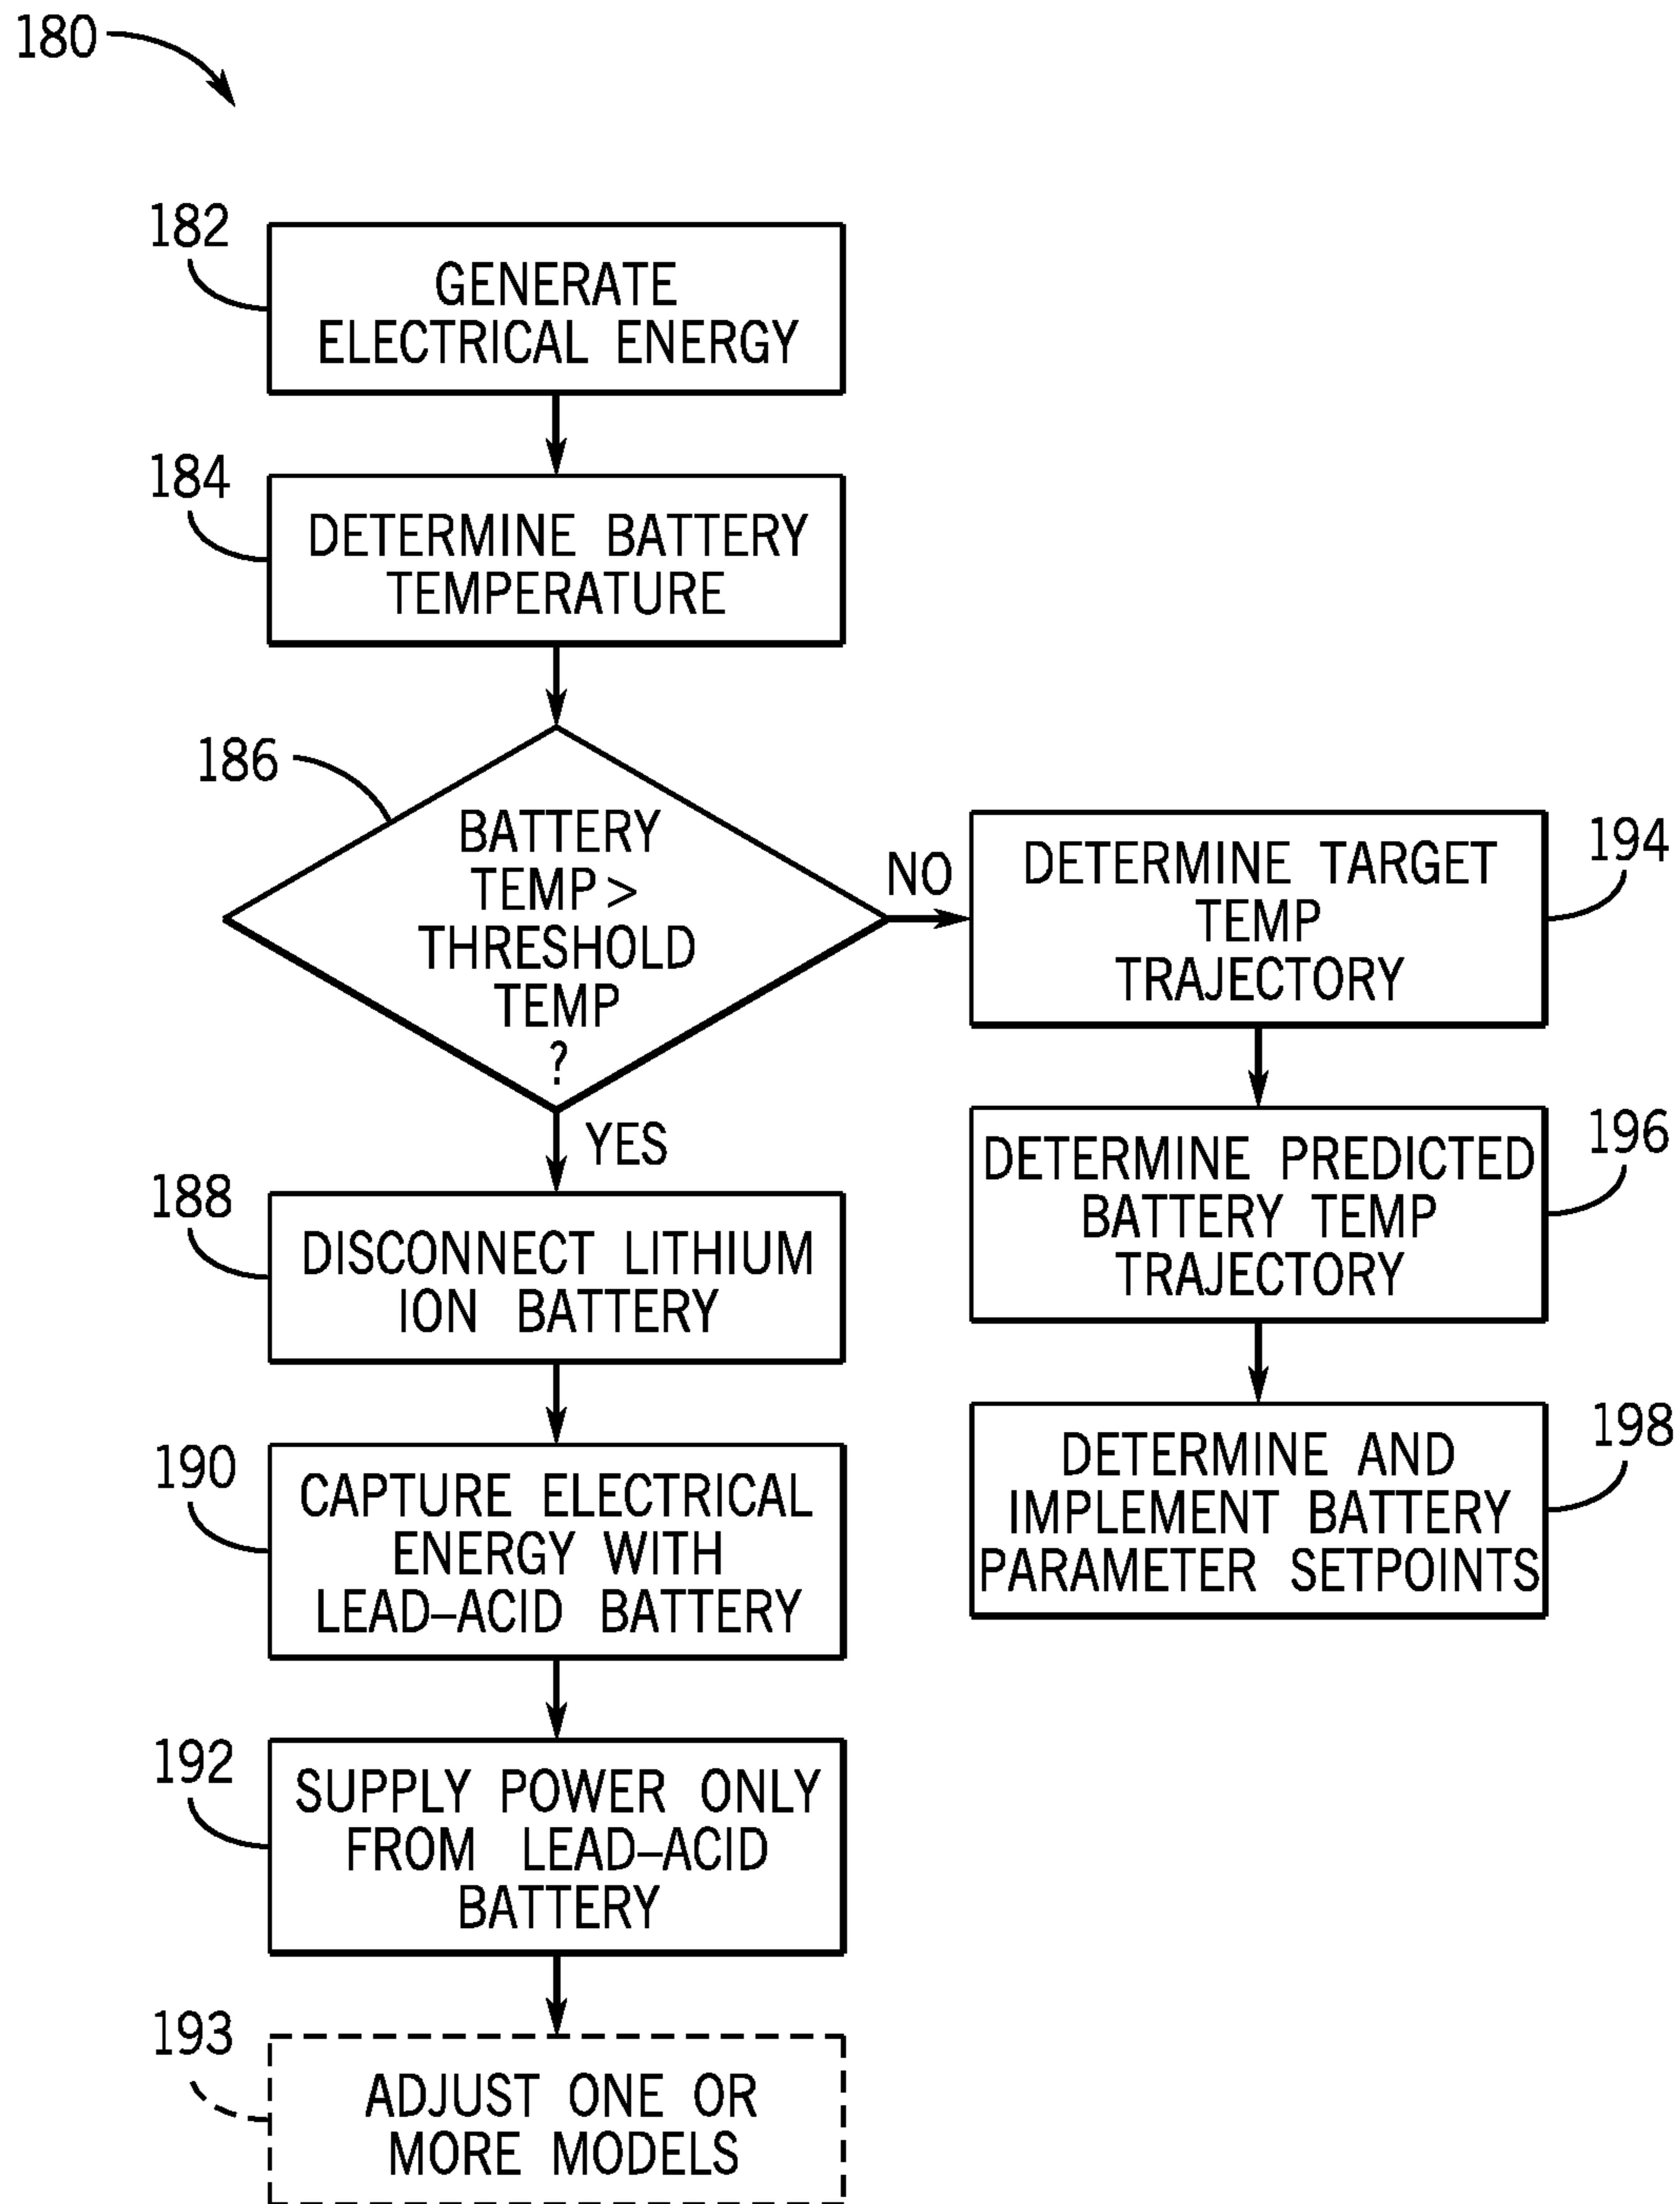 180
182
GENERATE
ELECTRICAL ENERGY
184
DETERMINE BATTERY
TEMPERATURE
186
BATTERY
TEMP >
THRESHOLD
TEMP
?
NO
YES
188
DISCONNECT LITHIUM
ION BATTERY
190
CAPTURE ELECTRICAL
ENERGY WITH
LEAD–ACID BATTERY
192
SUPPLY POWER ONLY
FROM LEAD–ACID
BATTERY
193
ADJUST ONE OR
MORE MODELS
194
DETERMINE TARGET
TEMP
TRAJECTORY
196
DETERMINE PREDICTED
BATTERY TEMP
TRAJECTORY
198
DETERMINE AND
IMPLEMENT BATTERY
PARAMETER SETPOINTS